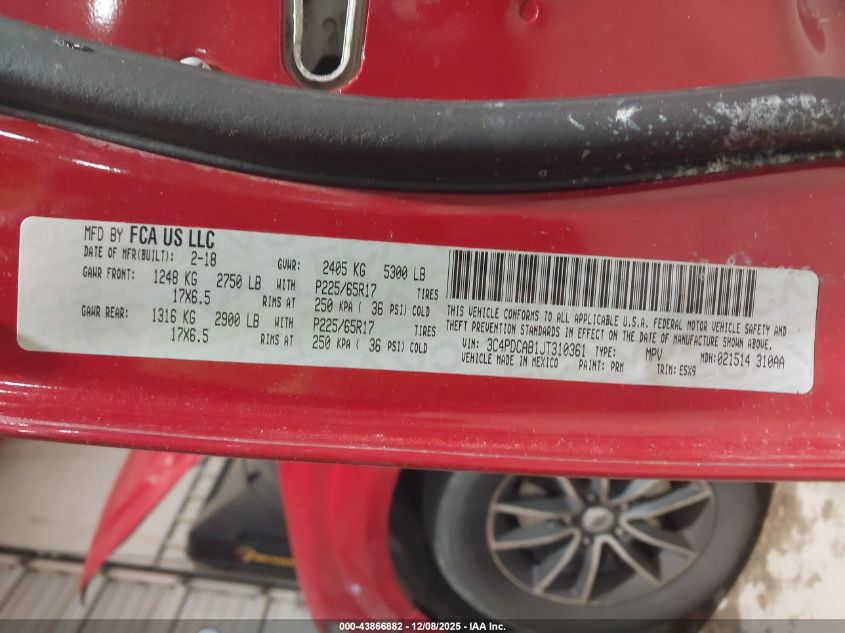 MFD BY FCA US LLC
DATE OF MFR(BUILT): 2-18 GVWR: 2405 KG 5300 LB
GAWR FRONT: 1248 KG 2750 LB WITH P225/65R17 TIRES
17X6.5 RIMS AT 250 KPA ( 36 PSI) COLD
GAWR REAR: 1316 KG 2900 LB WITH P225/65R17 TIRES
17X6.5 RIMS AT 250 KPA ( 36 PSI) COLD
THIS VEHICLE CONFORMS TO ALL APPLICABLE U.S.A. FEDERAL MOTOR VEHICLE SAFETY AND
THEFT PREVENTION STANDARDS IN EFFECT ON THE DATE OF MANUFACTURE SHOWN ABOVE.
VIN: 3C4PDCAB1JT310361 TYPE: MPV MDH:021514 310AA
VEHICLE MADE IN MEXICO PAINT: PRM TRIM: E5X9
000-43866882 - 12/08/2025 - IAA Inc.